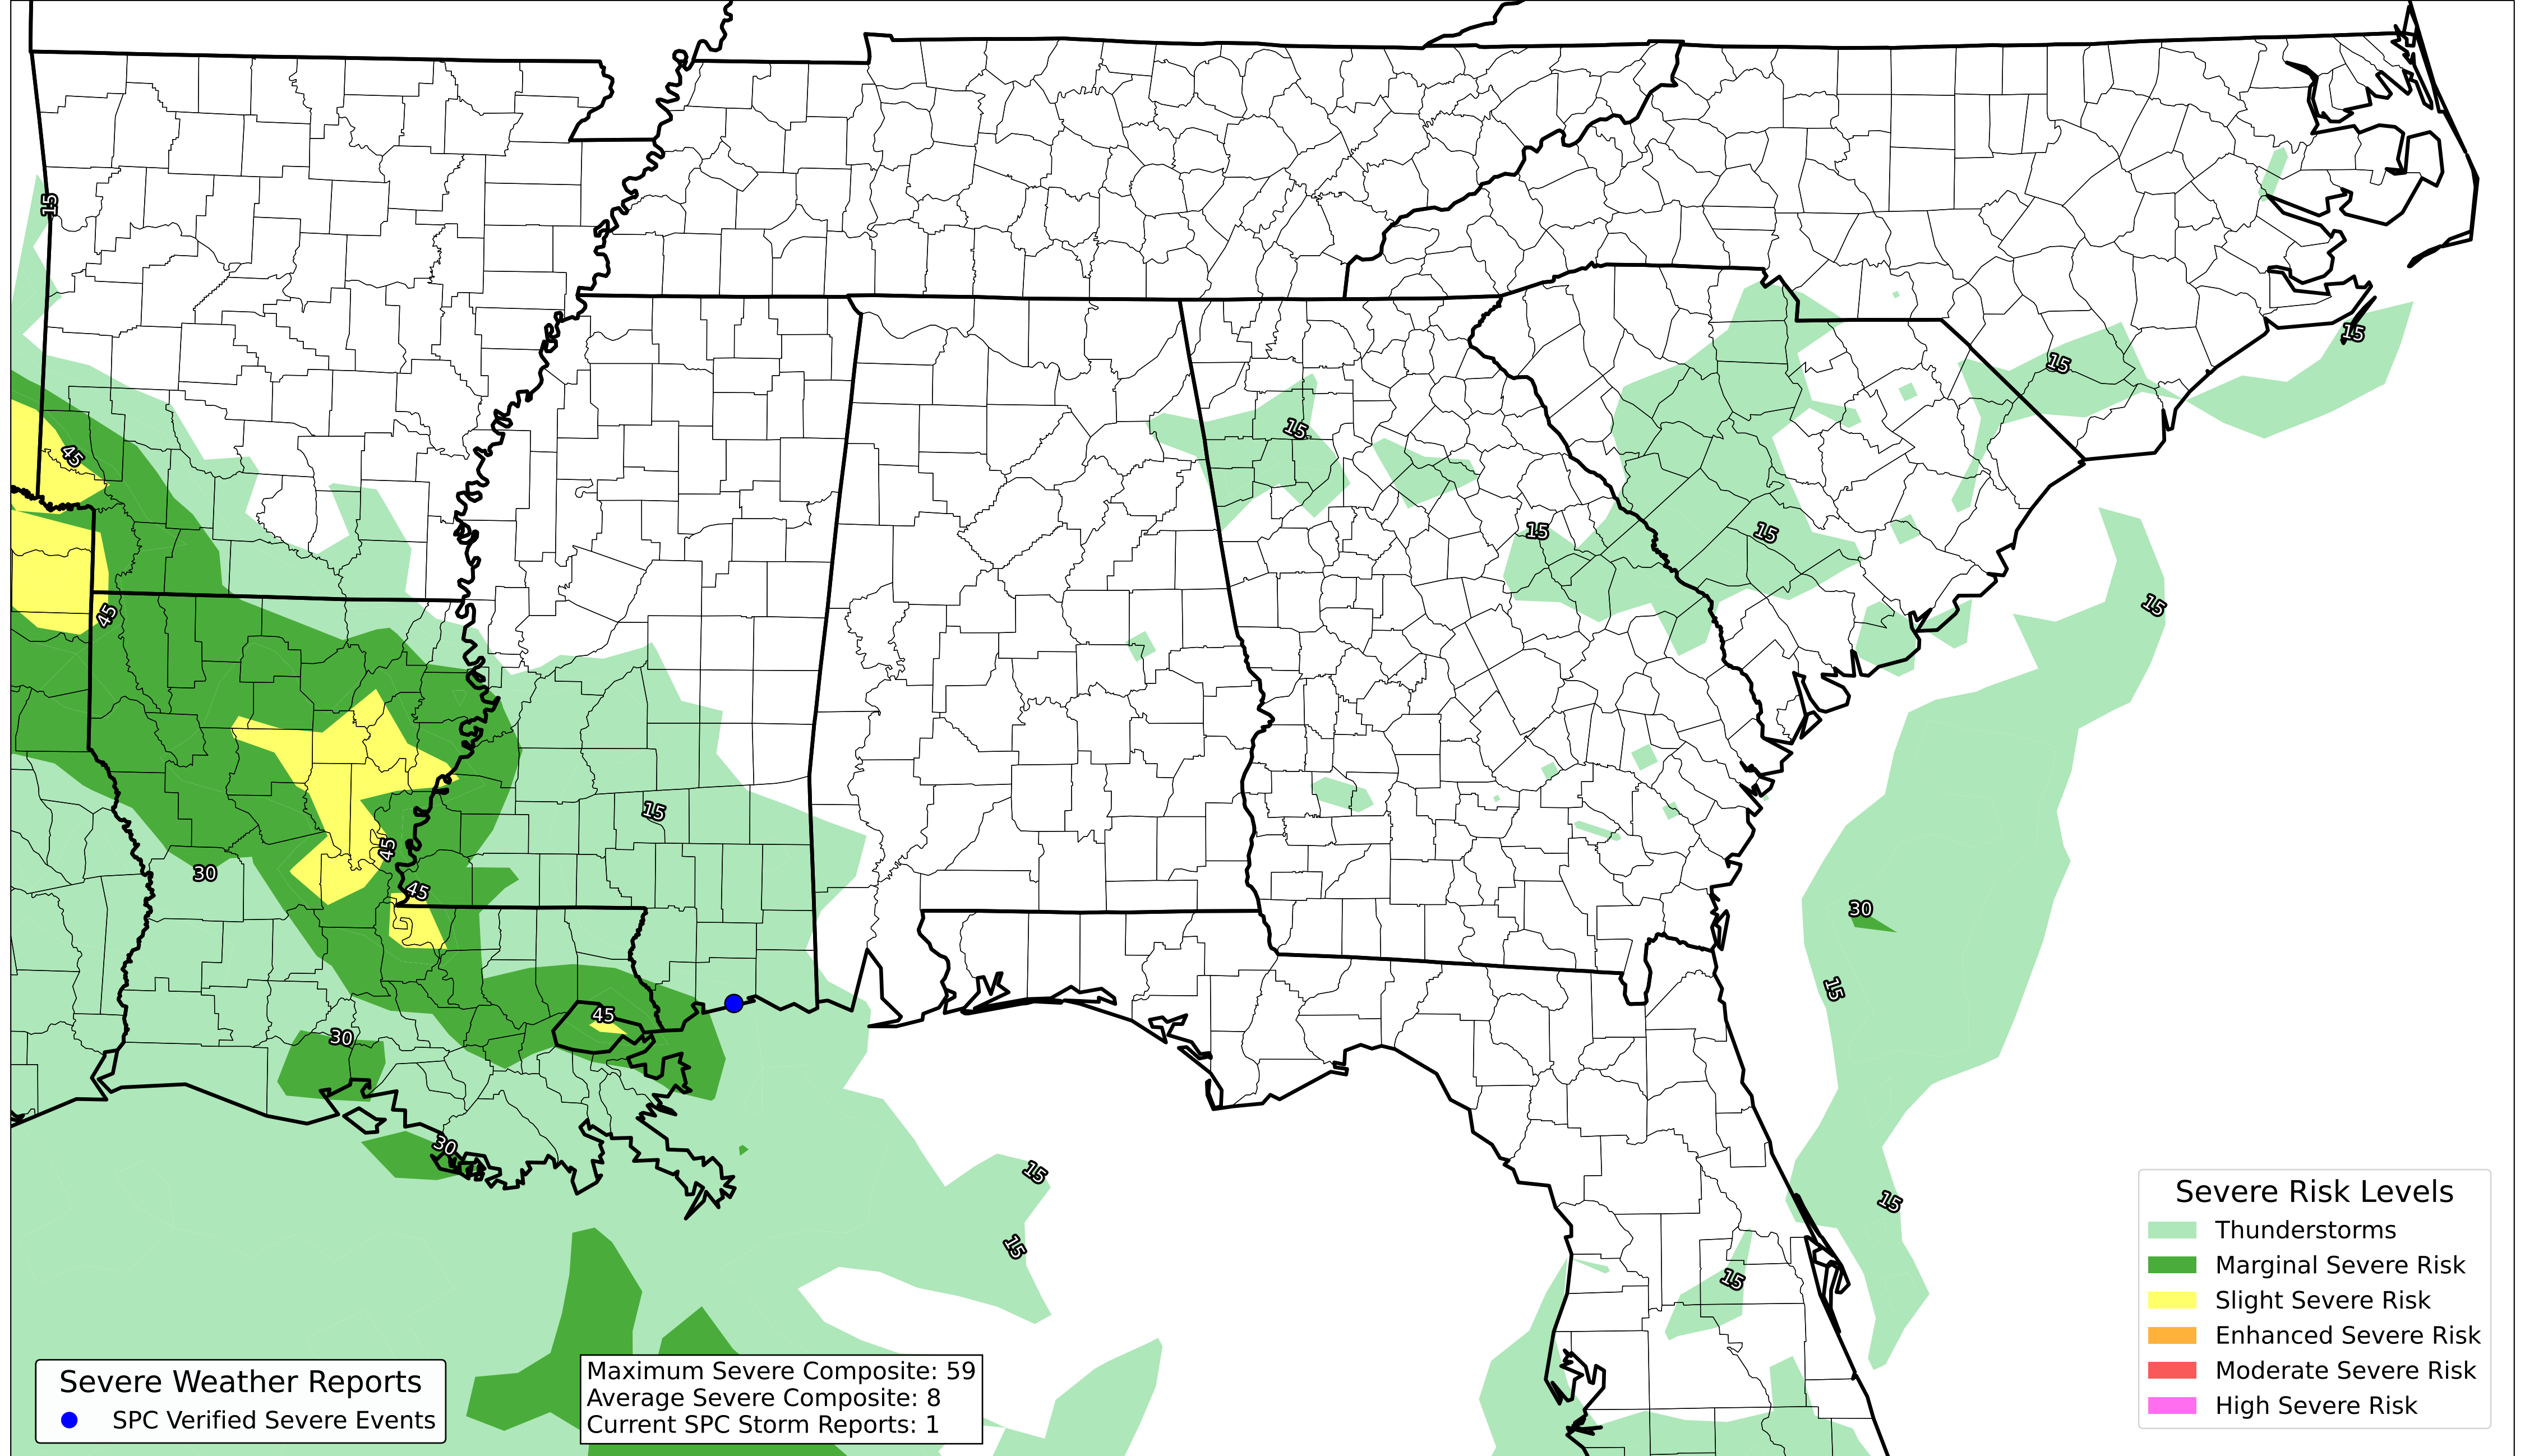 15
15
15
15
45
15
15
45
15
15
45
30
45
30
15
45
30
30
15
15
15
15
Severe Risk Levels
Thunderstorms
Marginal Severe Risk
Slight Severe Risk
Enhanced Severe Risk
Moderate Severe Risk
High Severe Risk
Severe Weather Reports
SPC Verified Severe Events
Maximum Severe Composite: 59
Average Severe Composite: 8
Current SPC Storm Reports: 1